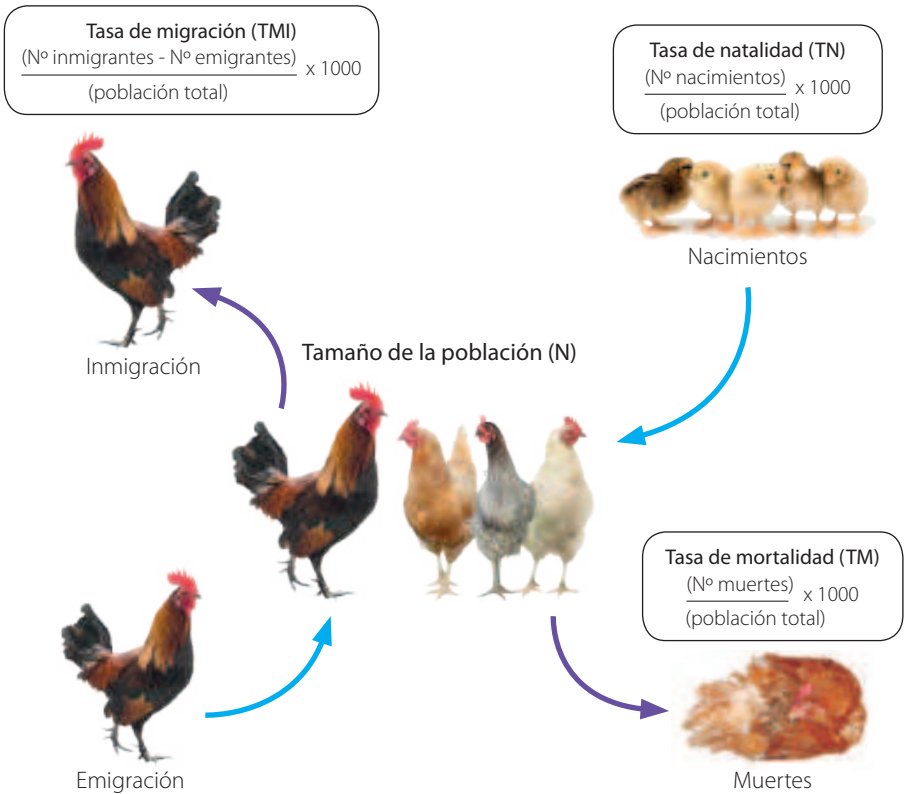 Tasa de migración (TMI)
(Nº inmigrantes - Nº emigrantes) x 1000
(población total)
Tasa de natalidad (TN)
(Nº nacimientos) x 1000
(población total)
Nacimientos
Inmigración
Tamaño de la población (N)
Tasa de mortalidad (TM)
(Nº muertes) x 1000
(población total)
Emigración
Muertes